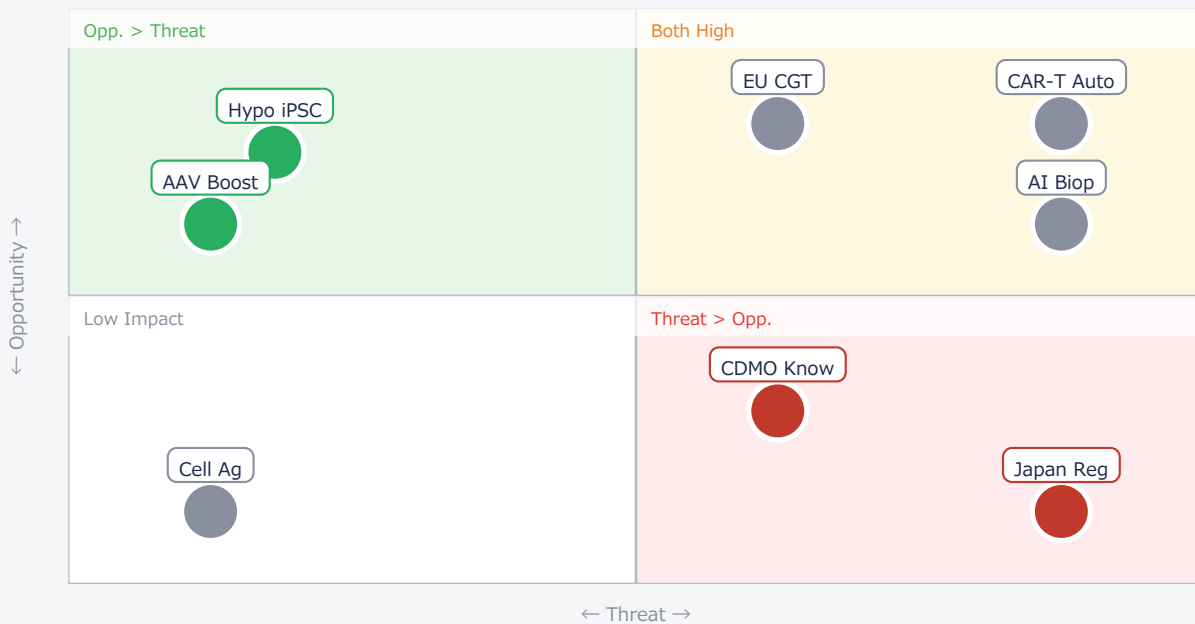 Opp. > Threat
Both High
EU CGT
CAR-T Auto
Hypo iPSC
AAV Boost
AI Biop
← Opportunity →
Low Impact
Threat > Opp.
CDMO Know
Cell Ag
Japan Reg
← Threat →